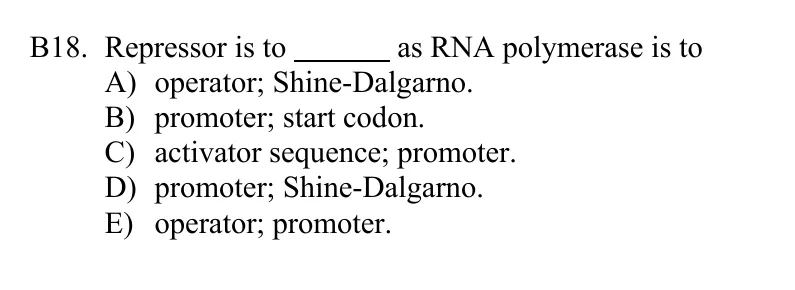 B18. Repressor is to ______ as RNA polymerase is to
A) operator; Shine-Dalgarno.
B) promoter; start codon.
C) activator sequence; promoter.
D) promoter; Shine-Dalgarno.
E) operator; promoter.